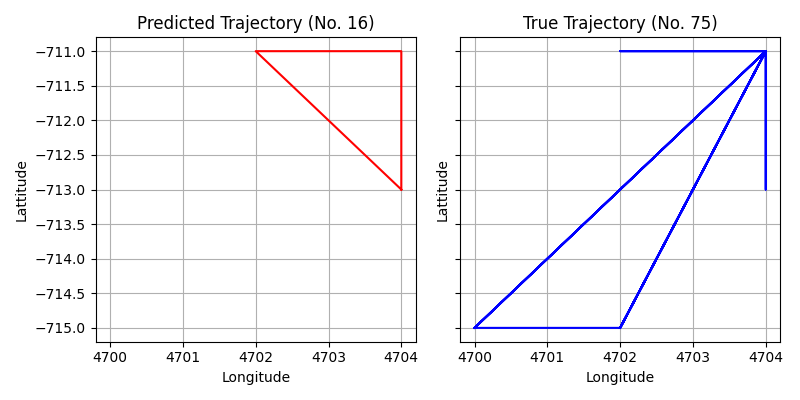 Predicted Trajectory (No. 16)
True Trajectory (No. 75)
−711.0
−711.5
−712.0
−712.5
−713.0
−713.5
−714.0
−714.5
−715.0
Lattitude
Lattitude
4700 4701 4702 4703 4704
4700 4701 4702 4703 4704
Longitude
Longitude